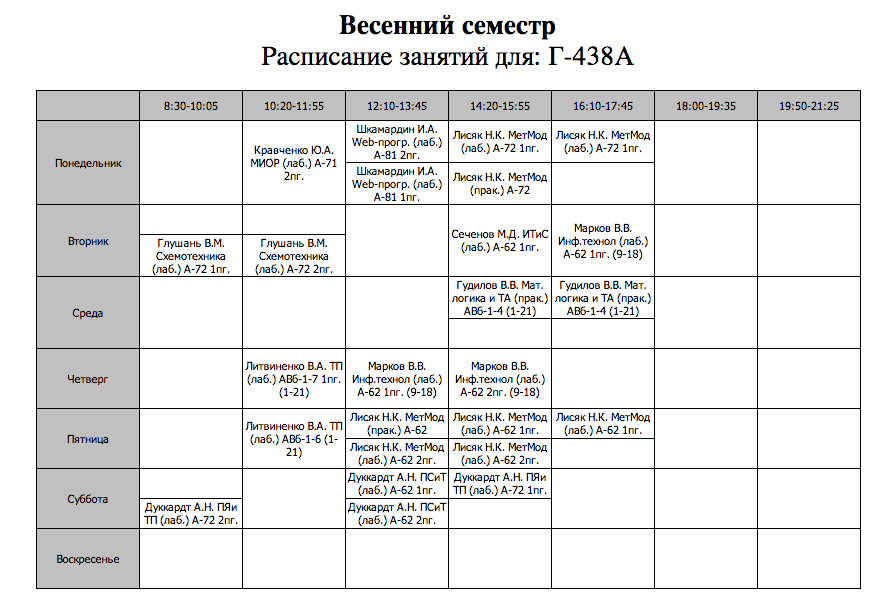 Весенний семестр
Расписание занятий для: Г-438А
8:30-10:05
10:20-11:55
12:10-13:45
14:20-15:55
16:10-17:45
18:00-19:35
19:50-21:25
Понедельник
Кравченко Ю.А.
МИОР (лаб.) А-71
2пг.
Шкамардин И.А.
Web-прогр. (лаб.)
А-81 2пг.
Шкамардин И.А.
Web-прогр. (лаб.)
А-81 1пг.
Лисяк Н.К. МетМод
(лаб.) А-72 1пг.
Лисяк Н.К. МетМод
(прак.) А-72
Лисяк Н.К. МетМод
(лаб.) А-72 1пг.
Вторник
Глушань В.М.
Схемотехника
(лаб.) А-72 1пг.
Глушань В.М.
Схемотехника
(лаб.) А-72 2пг.
Сеченов М.Д. ИТиС
(лаб.) А-62 1пг.
Марков В.В.
Инф.технол (лаб.)
А-62 1пг. (9-18)
Среда
Гудилов В.В. Мат.
логика и ТА (прак.)
АВб-1-4 (1-21)
Гудилов В.В. Мат.
логика и ТА (прак.)
АВб-1-4 (1-21)
Четверг
Литвиненко В.А. ТП
(лаб.) АВб-1-7 1пг.
(1-21)
Марков В.В.
Инф.технол (лаб.)
А-62 1пг. (9-18)
Марков В.В.
Инф.технол (лаб.)
А-62 2пг. (9-18)
Пятница
Литвиненко В.А. ТП
(лаб.) АВб-1-6 (1-
21)
Лисяк Н.К. МетМод
(прак.) А-62
Лисяк Н.К. МетМод
(лаб.) А-62 2пг.
Лисяк Н.К. МетМод
(лаб.) А-62 1пг.
Лисяк Н.К. МетМод
(лаб.) А-62 2пг.
Лисяк Н.К. МетМод
(лаб.) А-62 1пг.
Суббота
Дуккардт А.Н. ПЯи
ТП (лаб.) А-72 2пг.
Дуккардт А.Н. ПСиТ
(лаб.) А-62 1пг.
Дуккардт А.Н. ПСиТ
(лаб.) А-62 2пг.
Дуккардт А.Н. ПЯи
ТП (лаб.) А-72 1пг.
Воскресенье